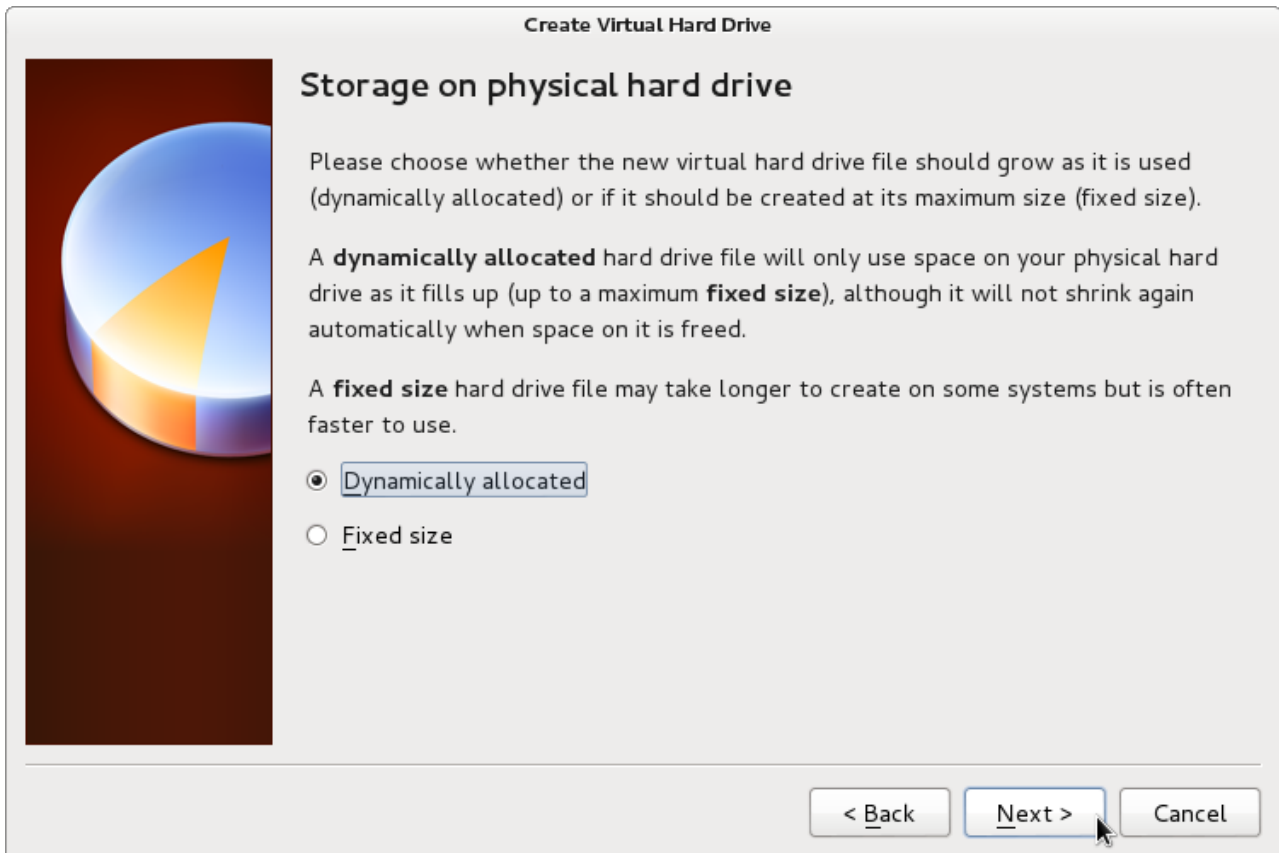 Create Virtual Hard Drive
Storage on physical hard drive
Please choose whether the new virtual hard drive file should grow as it is used
(dynamically allocated) or if it should be created at its maximum size (fixed size).
A dynamically allocated hard drive file will only use space on your physical hard
drive as it fills up (up to a maximum fixed size), although it will not shrink again
automatically when space on it is freed.
A fixed size hard drive file may take longer to create on some systems but is often
faster to use.
Dynamically allocated
Fixed size
< Back Next > Cancel